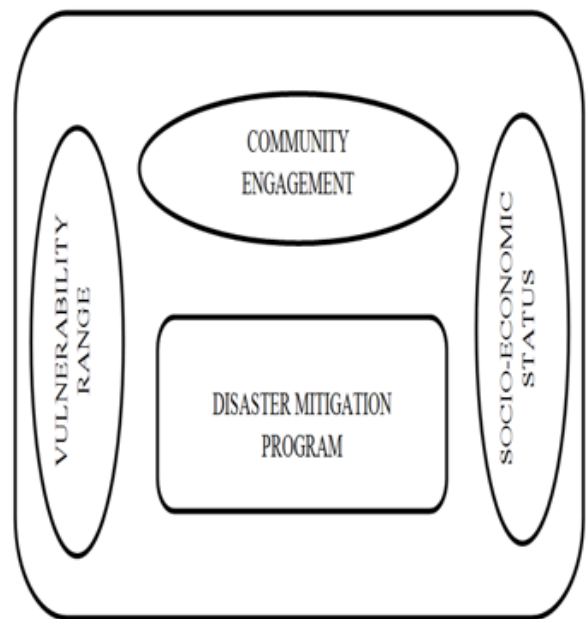 COMMUNITY
ENGAGEMENT
VULNERABILITY
RANGE
SOCIO-ECONOMIC
STATUS
DISASTER MITIGATION
PROGRAM